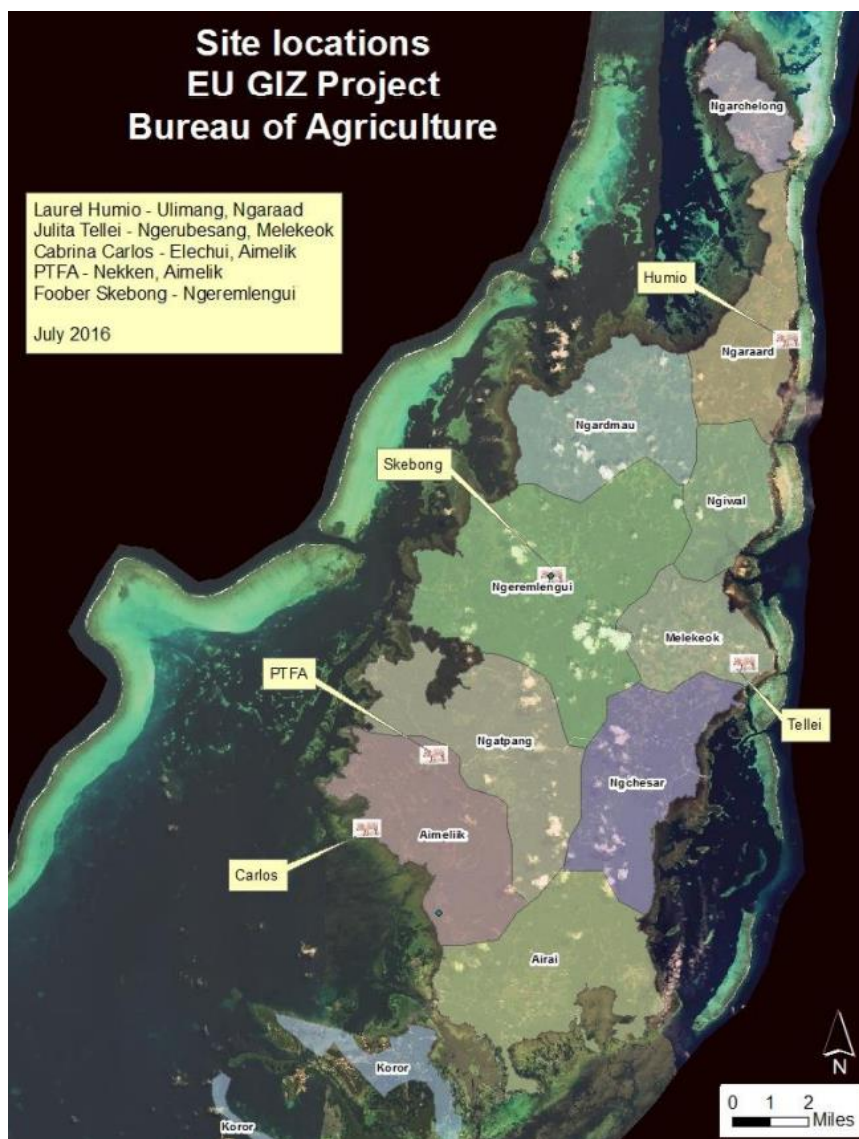 Site locations
EU GIZ Project
Bureau of Agriculture
Laurel Humio - Ulimang, Ngaraad
Julita Tellei - Ngerubesang, Melekeok
Cabrina Carlos - Elechui, Aimelik
PTFA - Nekken, Aimelik
Foober Skebong - Ngeremlengui
July 2016
Ngarchelong
Humio
Ngaraard
Ngardmau
Skebong
Ngiwal
Ngeremlengui
Melekeok
PTFA
Tellei
Ngatpang
Ngchesar
Aimeliik
Carlos
Airai
Koror
Koror
N
0 1 2
Miles